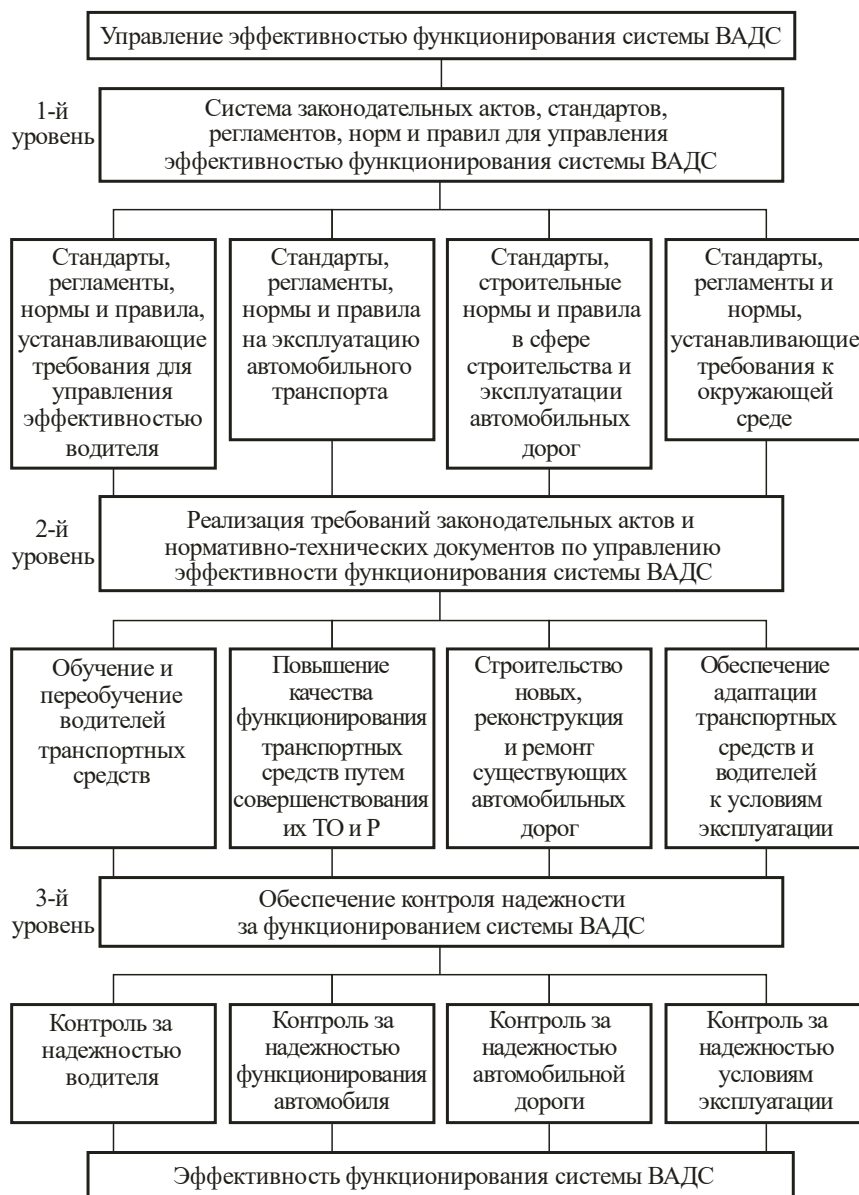 Управление эффективностью функционирования системы ВАДС
1-й
уровень
Система законодательных актов, стандартов,
регламентов, норм и правил для управления
эффективностью функционирования системы ВАДС
Стандарты,
регламенты,
нормы и правила,
устанавливающие
требования для
управления
эффективностью
водителя
Стандарты,
регламенты,
нормы и правила
на эксплуатацию
автомобильного
транспорта
Стандарты,
строительные
нормы и правила
в сфере
строительства и
эксплуатации
автомобильных
дорог
Стандарты,
регламенты и
нормы,
устанавливающие
требования к
окружающей
среде
2-й
уровень
Реализация требований законодательных актов и
нормативно-технических документов по управлению
эффективности функционирования системы ВАДС
Обучение и
переобучение
водителей
транспортных
средств
Повышение
качества
функционирования
транспортных
средств путем
совершенствования
их ТО и Р
Строительство
новых,
реконструкция
и ремонт
существующих
автомобильных
дорог
Обеспечение
адаптации
транспортных
средств и
водителей
к условиям
эксплуатации
3-й
уровень
Обеспечение контроля надежности
за функционированием системы ВАДС
Контроль за
надежностью
водителя
Контроль за
надежностью
функционирования
автомобиля
Контроль за
надежностью
автомобильной
дороги
Контроль за
надежностью
условиям
эксплуатации
Эффективность функционирования системы ВАДС